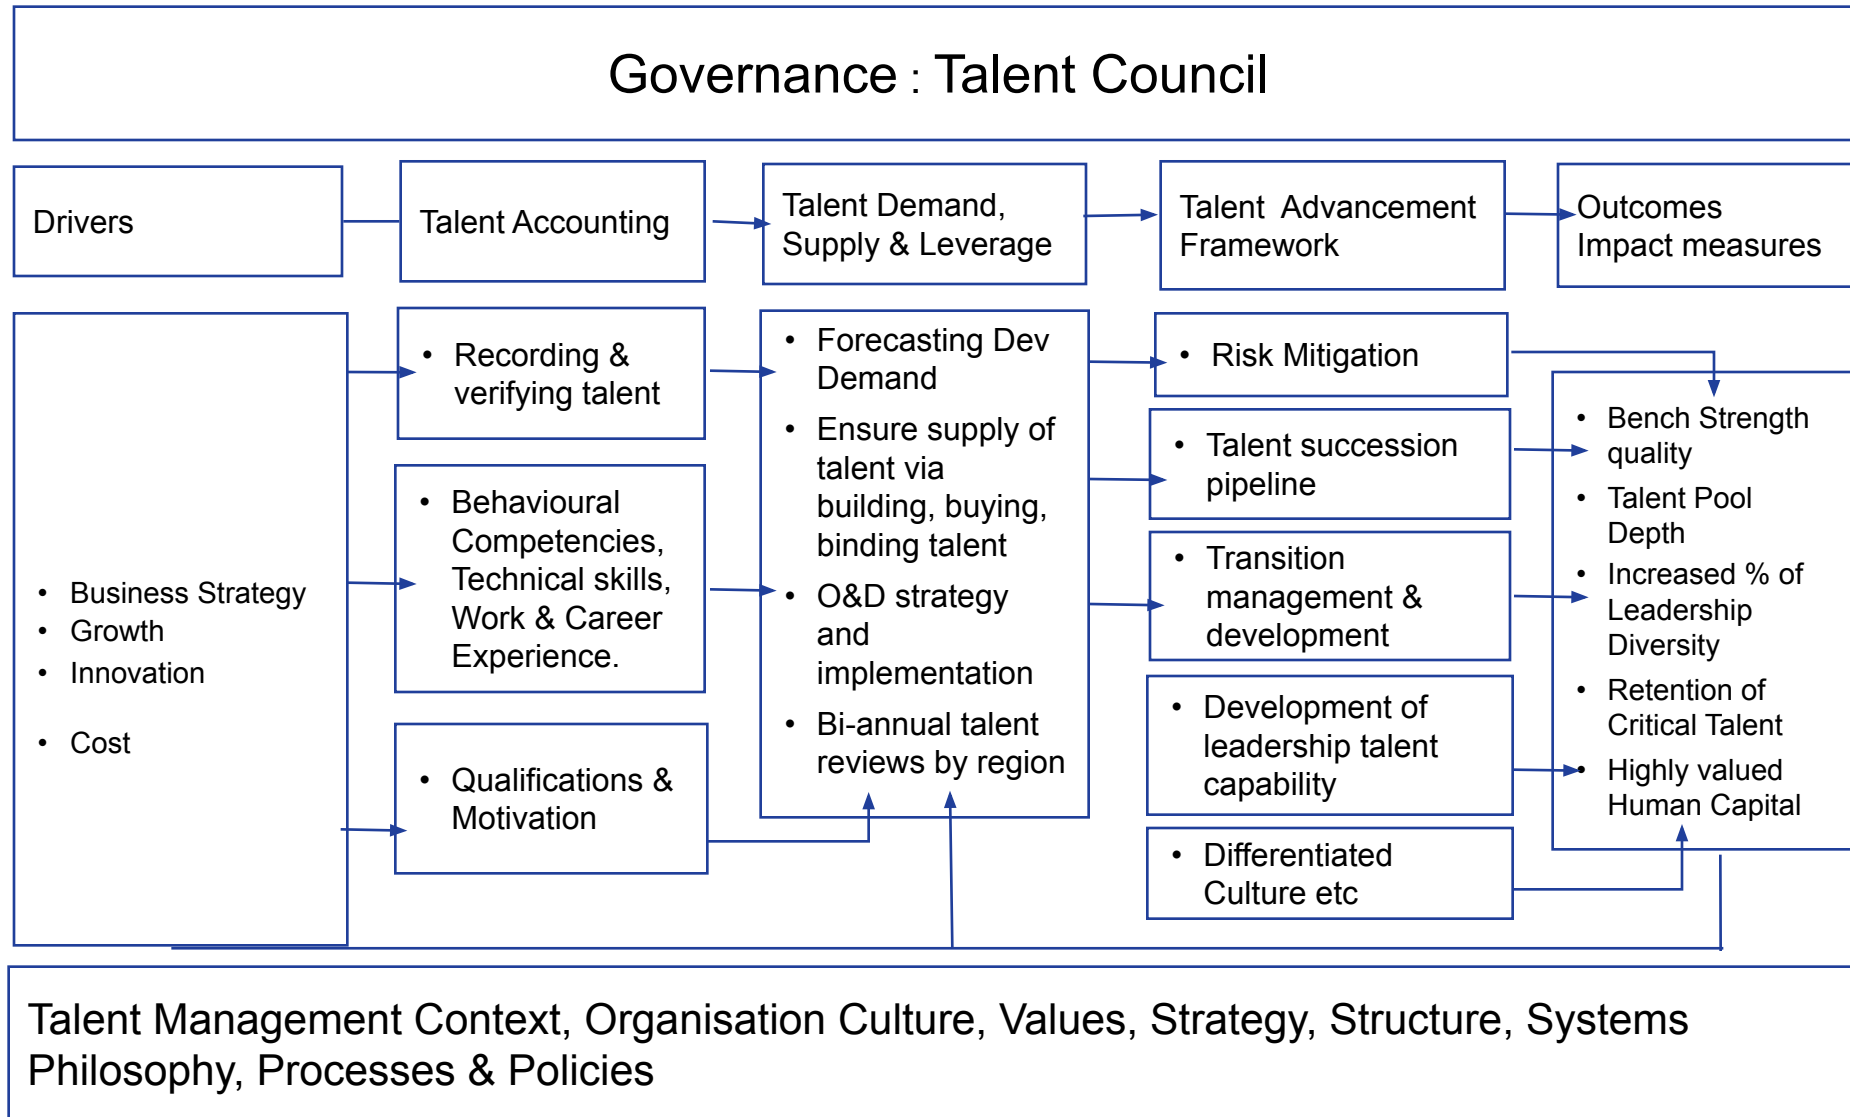 Governance : Talent Council
Drivers
Talent Accounting
Talent Demand,
Supply & Leverage
Talent Advancement
Framework
Outcomes
Impact measures
• Business Strategy
• Growth
• Innovation
• Cost
• Recording &
verifying talent
• Behavioural
Competencies,
Technical skills,
Work & Career
Experience.
• Qualifications &
Motivation
• Forecasting Dev
Demand
• Ensure supply of
talent via
building, buying,
binding talent
• O&D strategy
and
implementation
• Bi-annual talent
reviews by region
• Risk Mitigation
• Talent succession
pipeline
• Transition
management &
development
• Development of
leadership talent
capability
• Differentiated
Culture etc
• Bench Strength
quality
• Talent Pool
Depth
• Increased % of
Leadership
Diversity
• Retention of
Critical Talent
• Highly valued
Human Capital
Talent Management Context, Organisation Culture, Values, Strategy, Structure, Systems
Philosophy, Processes & Policies